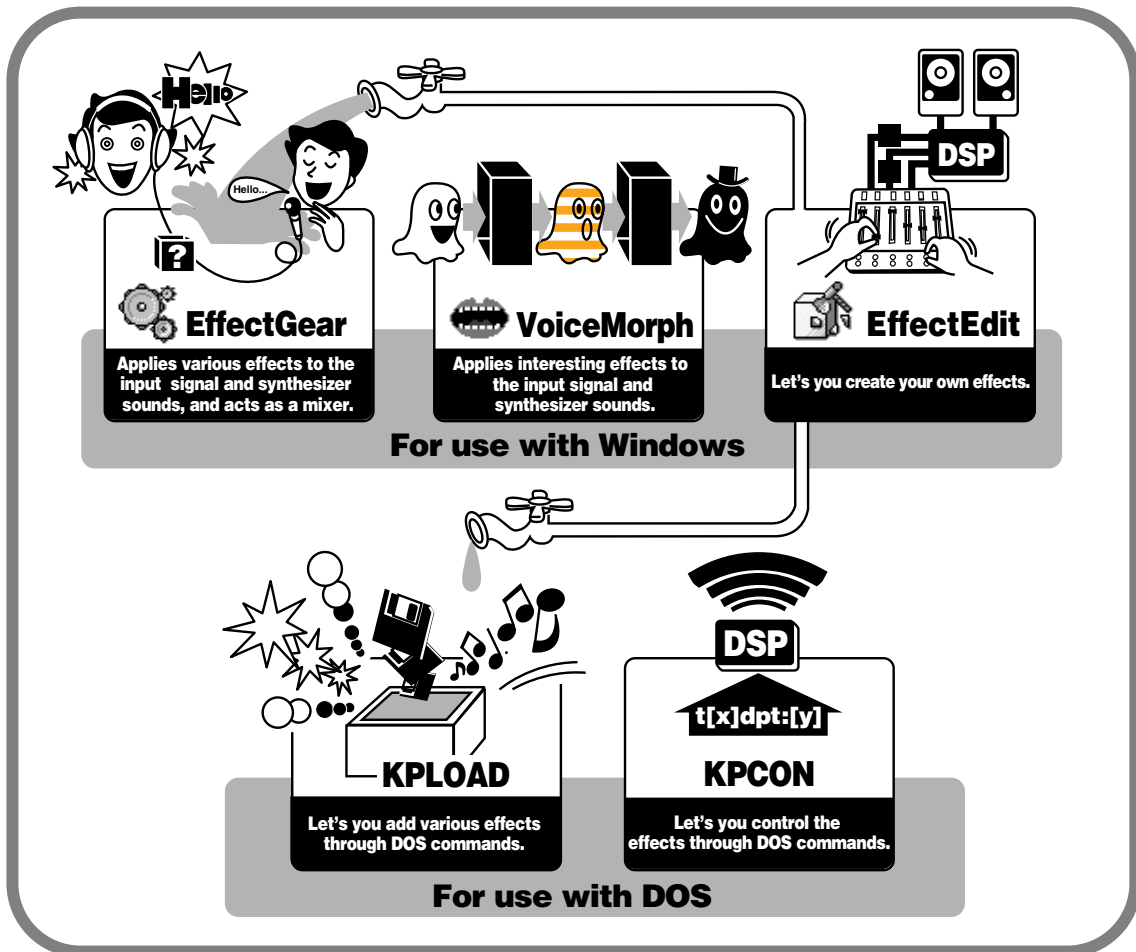 Hello
Hello...
?
DSP
EffectGear
Applies various effects to the
input signal and synthesizer
sounds, and acts as a mixer.
VoiceMorph
Applies interesting effects to
the input signal and
synthesizer sounds.
EffectEdit
Let's you create your own effects.
For use with Windows
KPLOAD
Let's you add various effects
through DOS commands.
DSP
t[x]dpt:[y]
KPCON
Let's you control the
effects through DOS commands.
For use with DOS